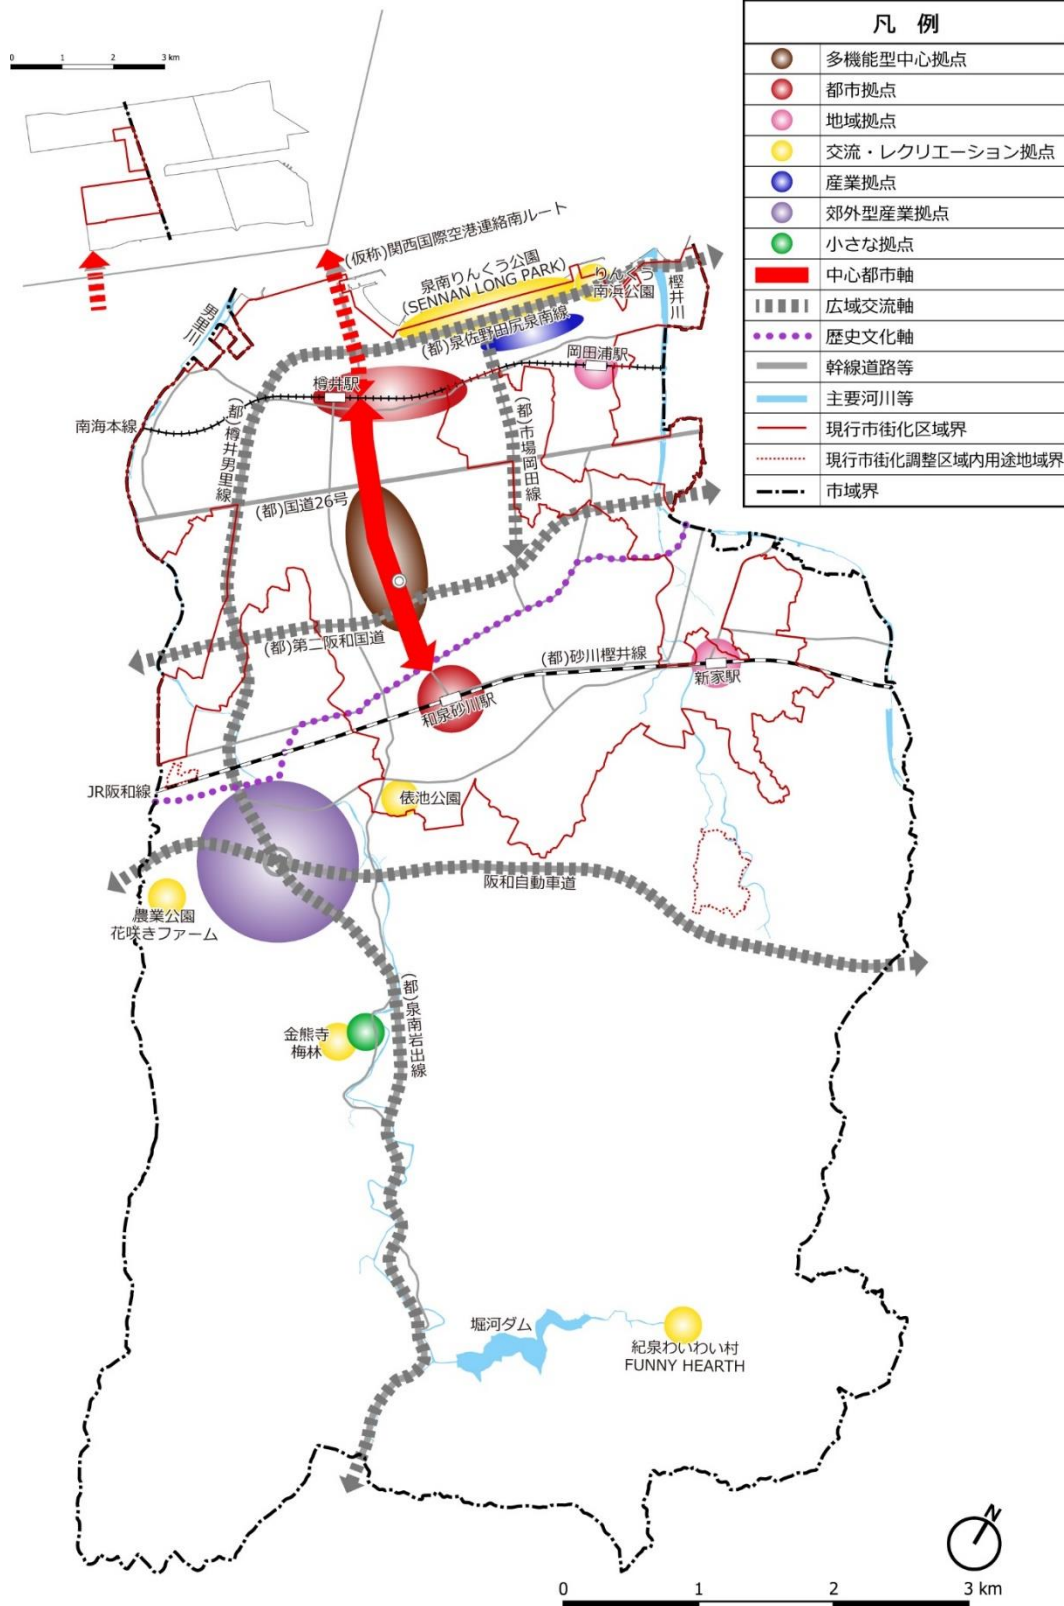 0 1 2 3 km
凡 例
多機能型中心拠点
都市拠点
地域拠点
交流・レクリエーション拠点
産業拠点
郊外型産業拠点
小さな拠点
中心都市軸
広域交流軸
歴史文化軸
幹線道路等
主要河川等
現行市街化区域界
現行市街化調整区域内用途地域界
市域界
(仮称)関西国際空港連絡南ルート
泉南りんくう公園
(SENNAN LONG PARK)
りんくう
南浜公園
樫井川
男里川
(都)泉佐野田尻泉南線
岡田浦駅
樽井駅
南海本線
(都)樽井男里線
(都)市場岡田線
(都)国道26号
(都)第二阪和国道
(都)砂川樫井線
新家駅
和泉砂川駅
JR阪和線
俵池公園
阪和自動車道
農業公園
花咲きファーム
(都)泉南岩出線
金熊寺
梅林
堀河ダム
紀泉わいわい村
FUNNY HEARTH
N
0 1 2 3 km